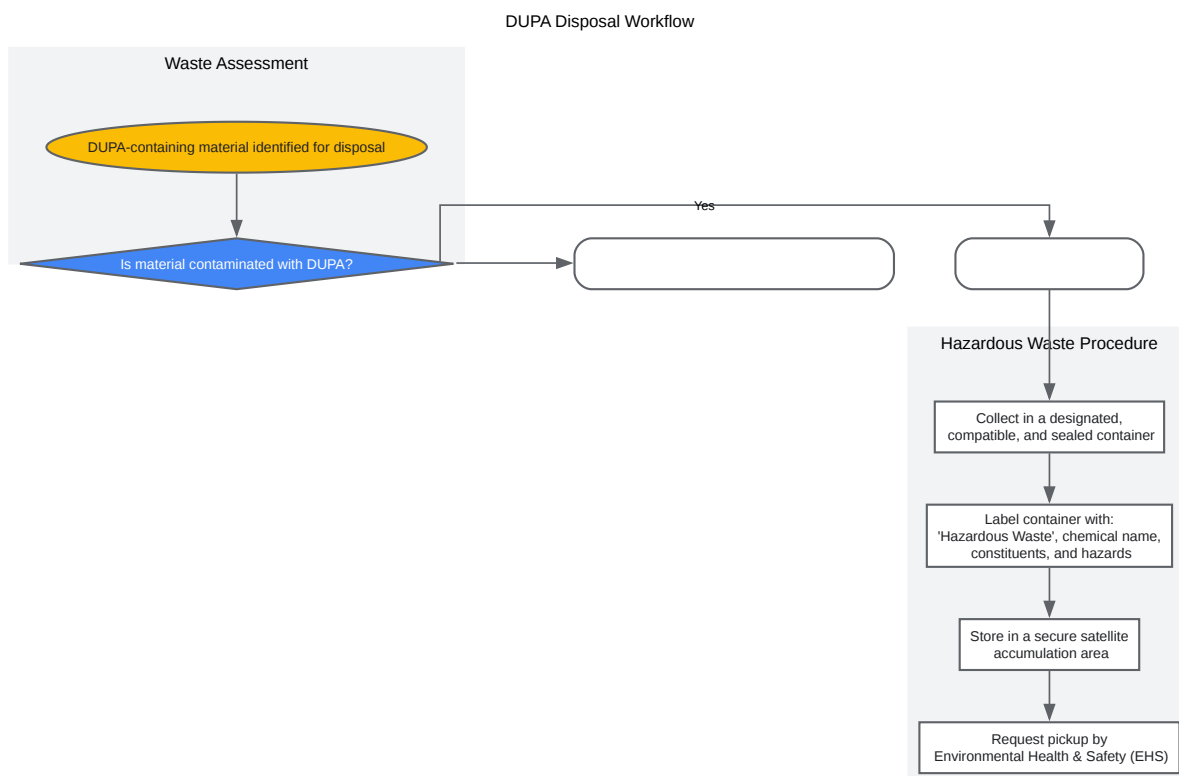 DUPA Disposal Workflow
Waste Assessment
DUPA-containing material identified for disposal
Yes
Is material contaminated with DUPA?
Hazardous Waste Procedure
Collect in a designated,
compatible, and sealed container
Label container with:
'Hazardous Waste', chemical name,
constituents, and hazards
Store in a secure satellite
accumulation area
Request pickup by
Environmental Health & Safety (EHS)